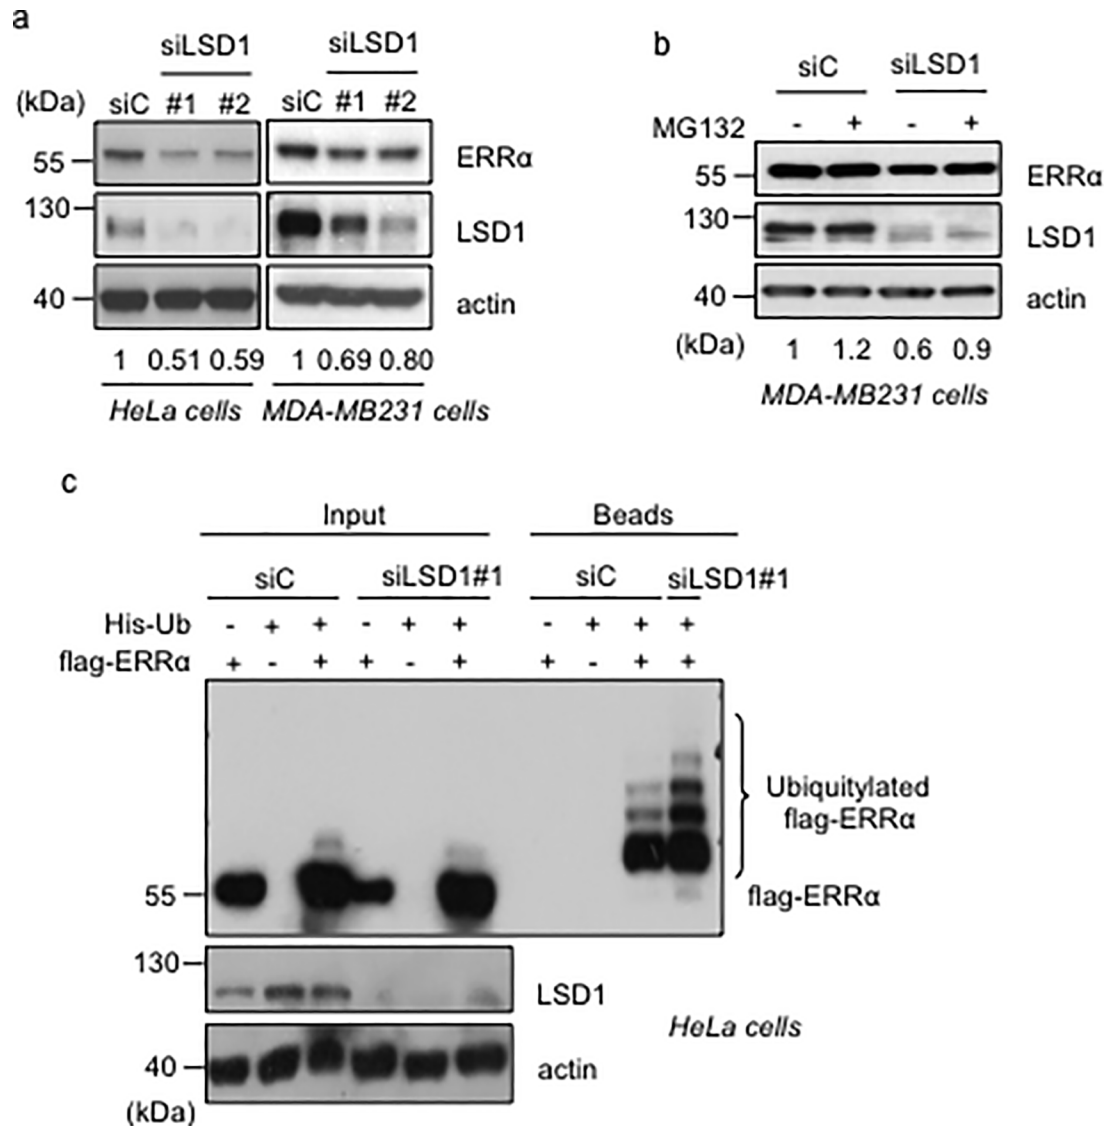 a
siLSD1 siLSD1
(kDa) siC #1 #2 siC #1 #2
55 ERRα
130 LSD1
40 actin
1 0.51 0.59 1 0.69 0.80
HeLa cells MDA-MB231 cells
b
siC siLSD1
MG132 - + - +
55 ERRα
130 LSD1
40 actin
(kDa) 1 1.2 0.6 0.9
MDA-MB231 cells
c
Input Beads
siC siLSD1#1 siC siLSD1#1
His-Ub - + + - + + - + + +
flag-ERRα + - + + - + + - + +
Ubiquitylated
flag-ERRα
55 flag-ERRα
130 LSD1
HeLa cells
40 actin
(kDa)